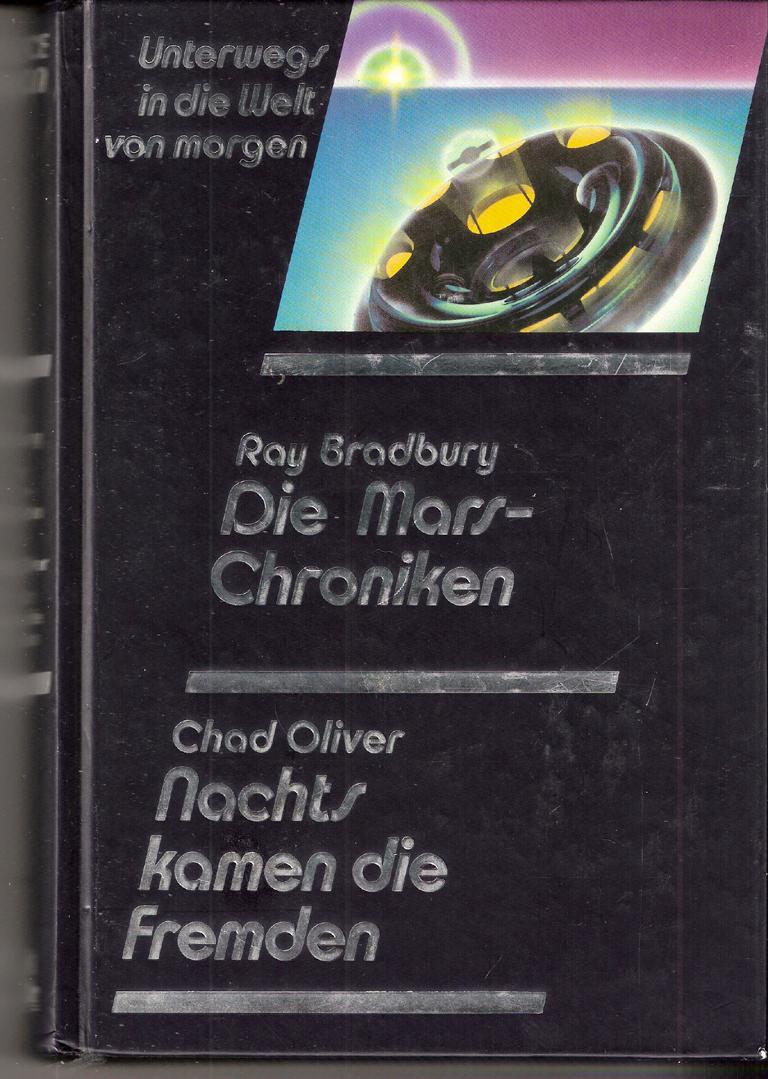 Unterwegs
in die Welt
von morgen
Ray Bradbury
Die Mars-
Chroniken
Chad Oliver
Nachts
kamen die
Fremden